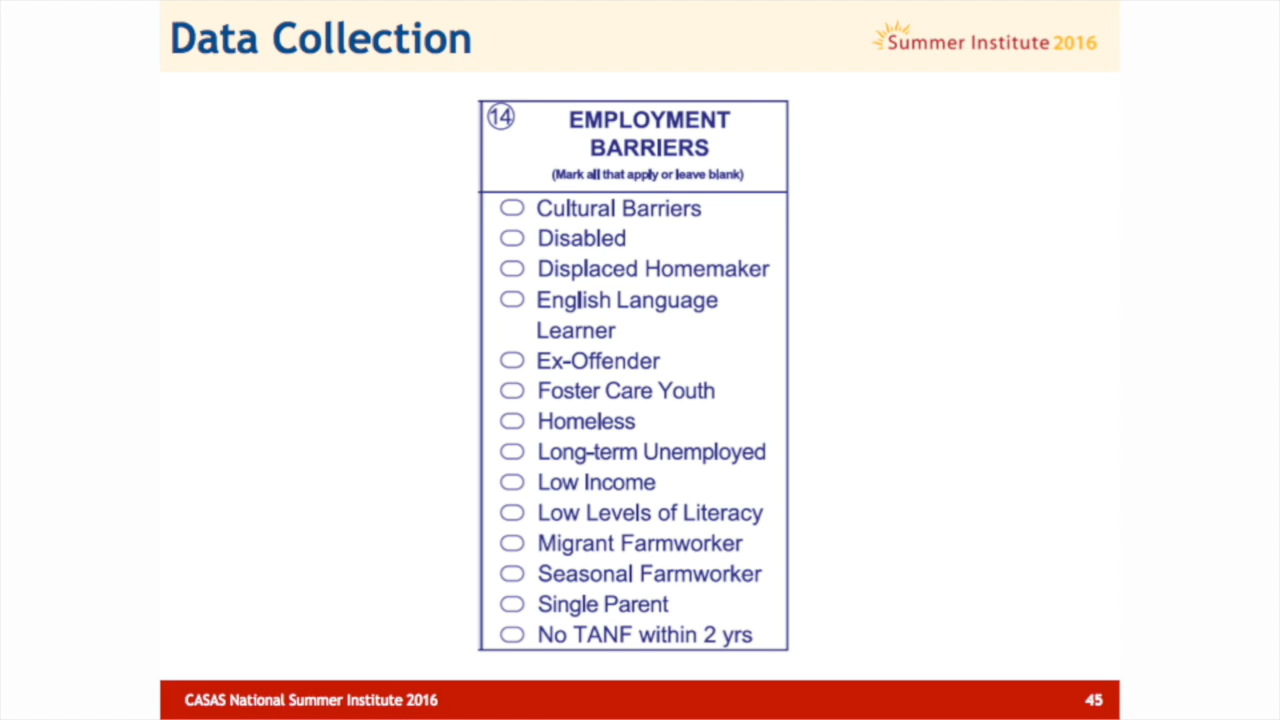 Data Collection
Summer Institute 2016
14
EMPLOYMENT
BARRIERS
(Mark all that apply or leave blank)
Cultural Barriers
Disabled
Displaced Homemaker
English Language
Learner
Ex-Offender
Foster Care Youth
Homeless
Long-term Unemployed
Low Income
Low Levels of Literacy
Migrant Farmworker
Seasonal Farmworker
Single Parent
No TANF within 2 yrs
CASAS National Summer Institute 2016
45